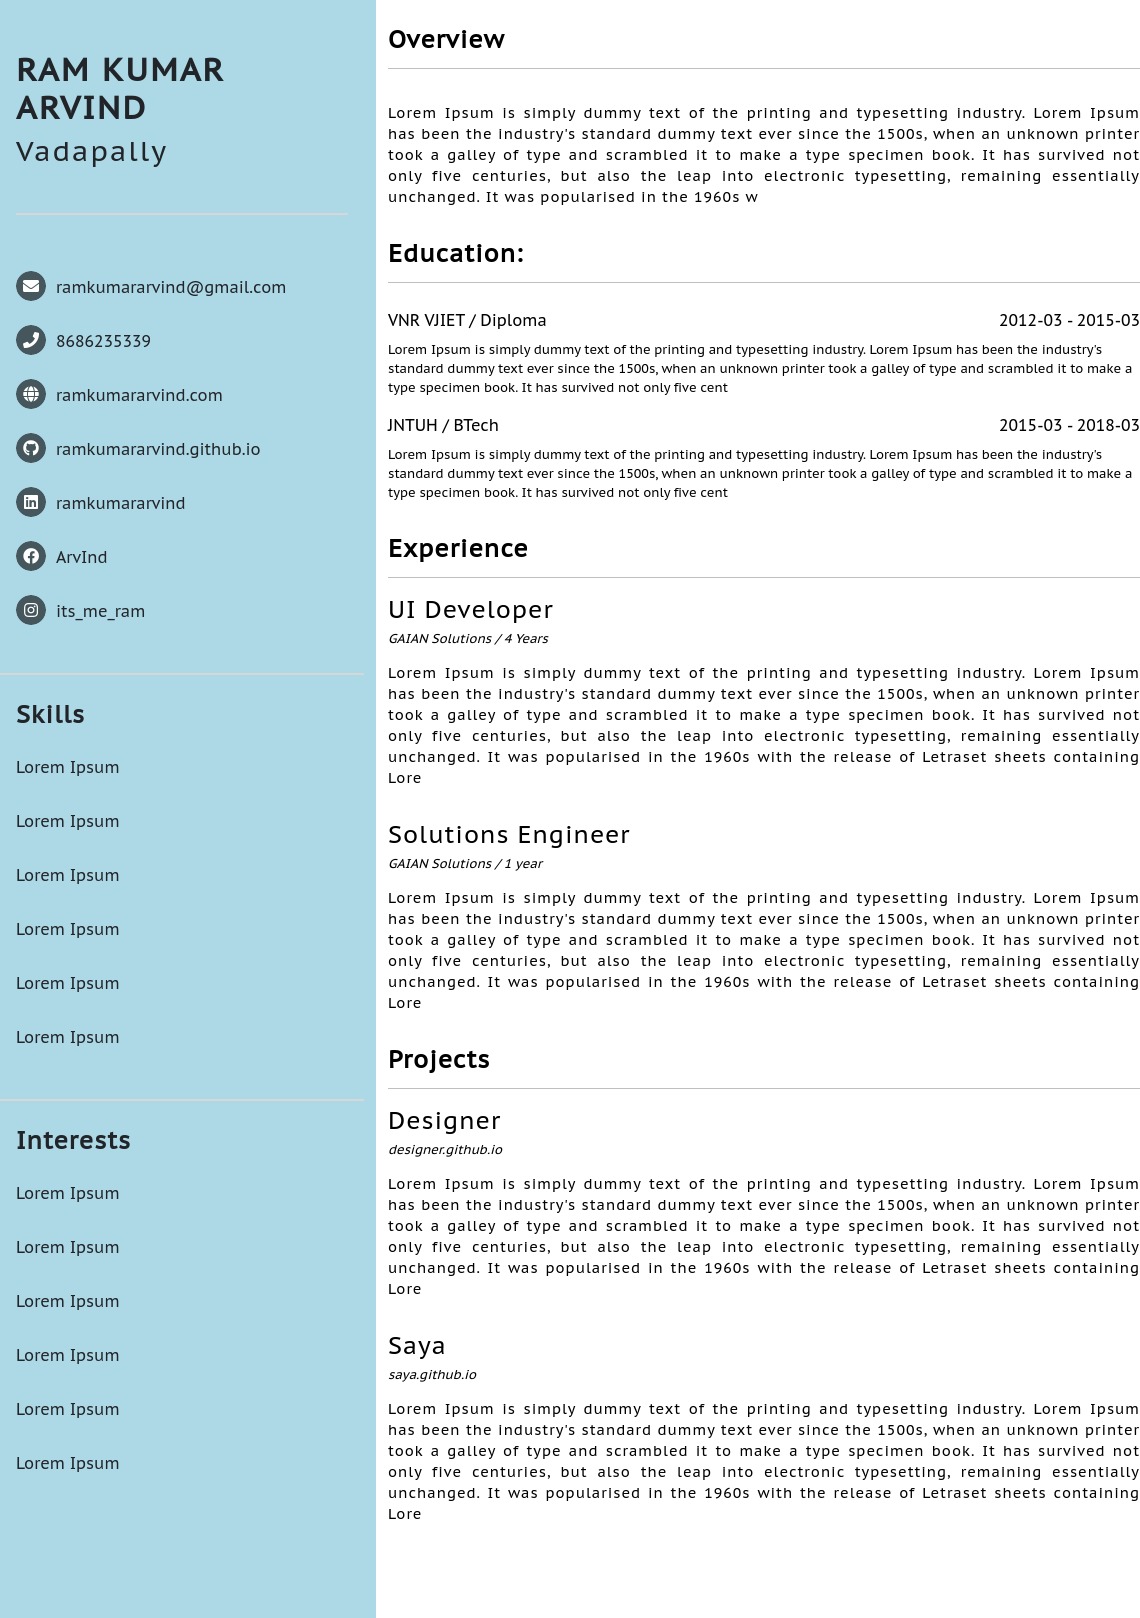 RAM KUMAR
ARVIND
Vadapally
ramkumararvind@gmail.com
8686235339
ramkumararvind.com
ramkumararvind.github.io
ramkumararvind
ArvInd
its_me_ram
Skills
Lorem Ipsum
Lorem Ipsum
Lorem Ipsum
Lorem Ipsum
Lorem Ipsum
Lorem Ipsum
Interests
Lorem Ipsum
Lorem Ipsum
Lorem Ipsum
Lorem Ipsum
Lorem Ipsum
Lorem Ipsum
Overview
Lorem Ipsum is simply dummy text of the printing and typesetting industry. Lorem Ipsum
has been the industry's standard dummy text ever since the 1500s, when an unknown printer
took a galley of type and scrambled it to make a type specimen book. It has survived not
only five centuries, but also the leap into electronic typesetting, remaining essentially
unchanged. It was popularised in the 1960s w
Education:
VNR VJIET / Diploma 2012-03 - 2015-03
Lorem Ipsum is simply dummy text of the printing and typesetting industry. Lorem Ipsum has been the industry's
standard dummy text ever since the 1500s, when an unknown printer took a galley of type and scrambled it to make a
type specimen book. It has survived not only five cent
JNTUH / BTech 2015-03 - 2018-03
Lorem Ipsum is simply dummy text of the printing and typesetting industry. Lorem Ipsum has been the industry's
standard dummy text ever since the 1500s, when an unknown printer took a galley of type and scrambled it to make a
type specimen book. It has survived not only five cent
Experience
UI Developer
GAIAN Solutions / 4 Years
Lorem Ipsum is simply dummy text of the printing and typesetting industry. Lorem Ipsum
has been the industry's standard dummy text ever since the 1500s, when an unknown printer
took a galley of type and scrambled it to make a type specimen book. It has survived not
only five centuries, but also the leap into electronic typesetting, remaining essentially
unchanged. It was popularised in the 1960s with the release of Letraset sheets containing
Lore
Solutions Engineer
GAIAN Solutions / 1 year
Lorem Ipsum is simply dummy text of the printing and typesetting industry. Lorem Ipsum
has been the industry's standard dummy text ever since the 1500s, when an unknown printer
took a galley of type and scrambled it to make a type specimen book. It has survived not
only five centuries, but also the leap into electronic typesetting, remaining essentially
unchanged. It was popularised in the 1960s with the release of Letraset sheets containing
Lore
Projects
Designer
designer.github.io
Lorem Ipsum is simply dummy text of the printing and typesetting industry. Lorem Ipsum
has been the industry's standard dummy text ever since the 1500s, when an unknown printer
took a galley of type and scrambled it to make a type specimen book. It has survived not
only five centuries, but also the leap into electronic typesetting, remaining essentially
unchanged. It was popularised in the 1960s with the release of Letraset sheets containing
Lore
Saya
saya.github.io
Lorem Ipsum is simply dummy text of the printing and typesetting industry. Lorem Ipsum
has been the industry's standard dummy text ever since the 1500s, when an unknown printer
took a galley of type and scrambled it to make a type specimen book. It has survived not
only five centuries, but also the leap into electronic typesetting, remaining essentially
unchanged. It was popularised in the 1960s with the release of Letraset sheets containing
Lore